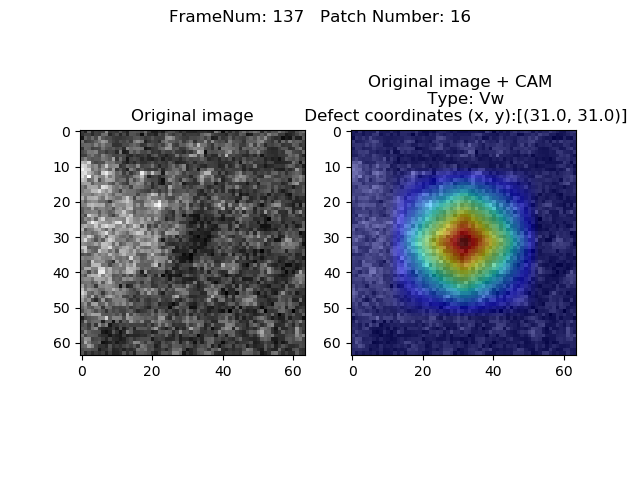 FrameNum: 137   Patch Number: 16
Original image
Original image + CAM
Type: Vw
Defect coordinates (x, y):[(31.0, 31.0)]
0
10
20
30
40
50
60
0 20 40 60
0
10
20
30
40
50
60
0 20 40 60